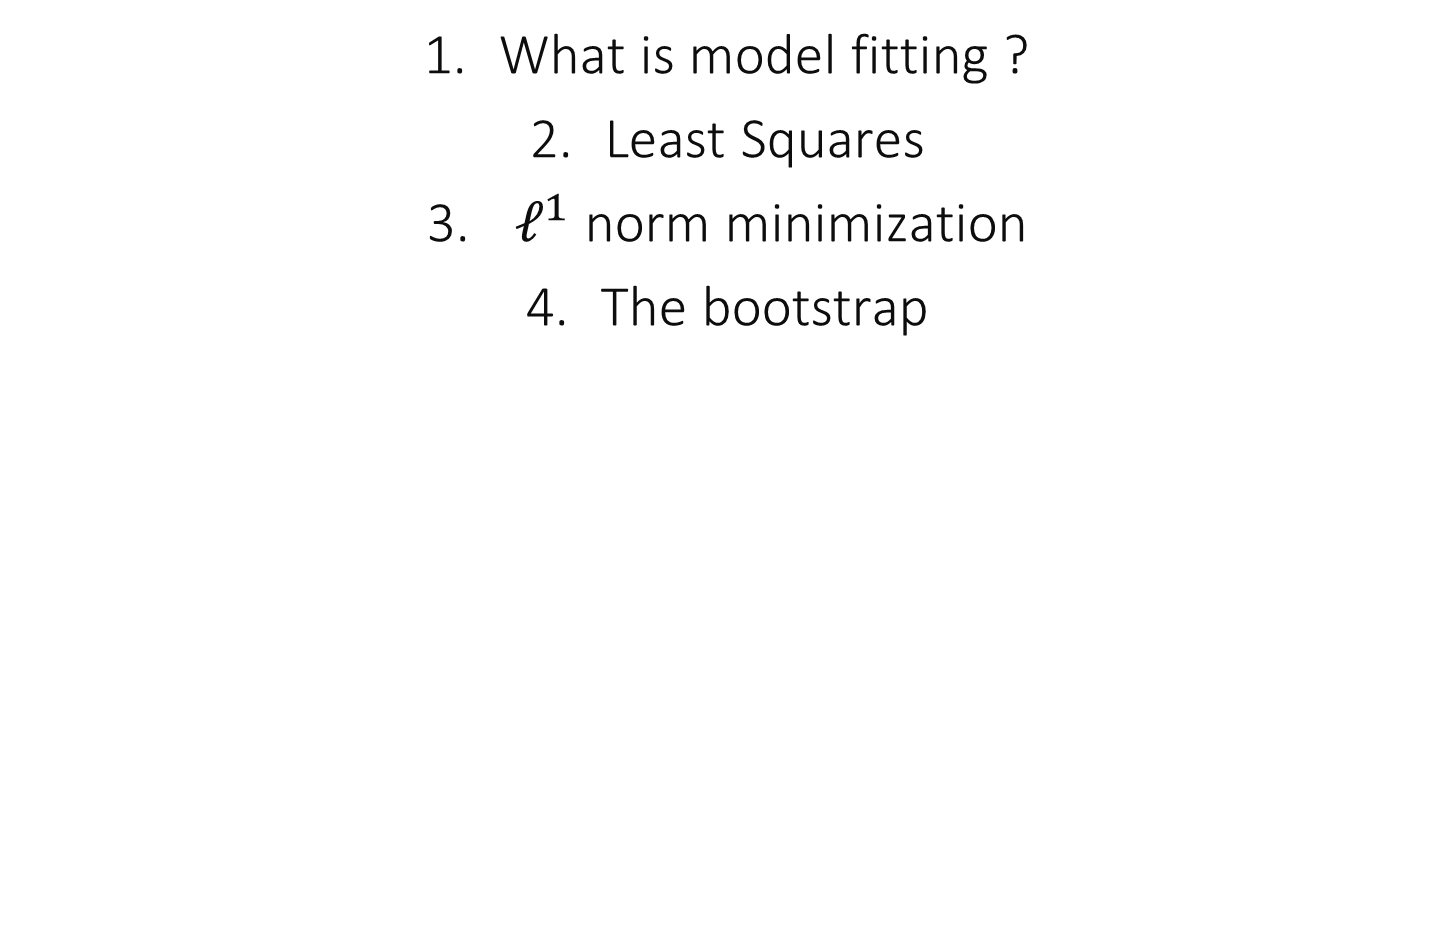 1. What is model fitting ?
2. Least Squares
3. ℓ¹ norm minimization
4. The bootstrap